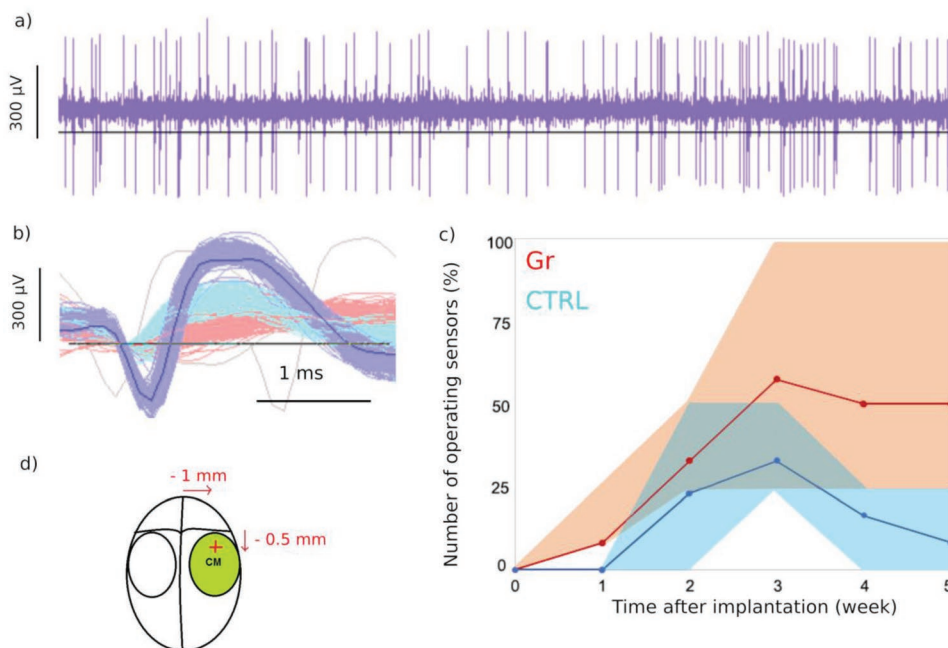 a)
300 µV
b)
300 µV
1 ms
c)
Number of operating sensors (%)
100
75
50
25
0
Gr
CTRL
0 1 2 3 4 5
Time after implantation (week)
d)
- 1 mm
- 0.5 mm
CM